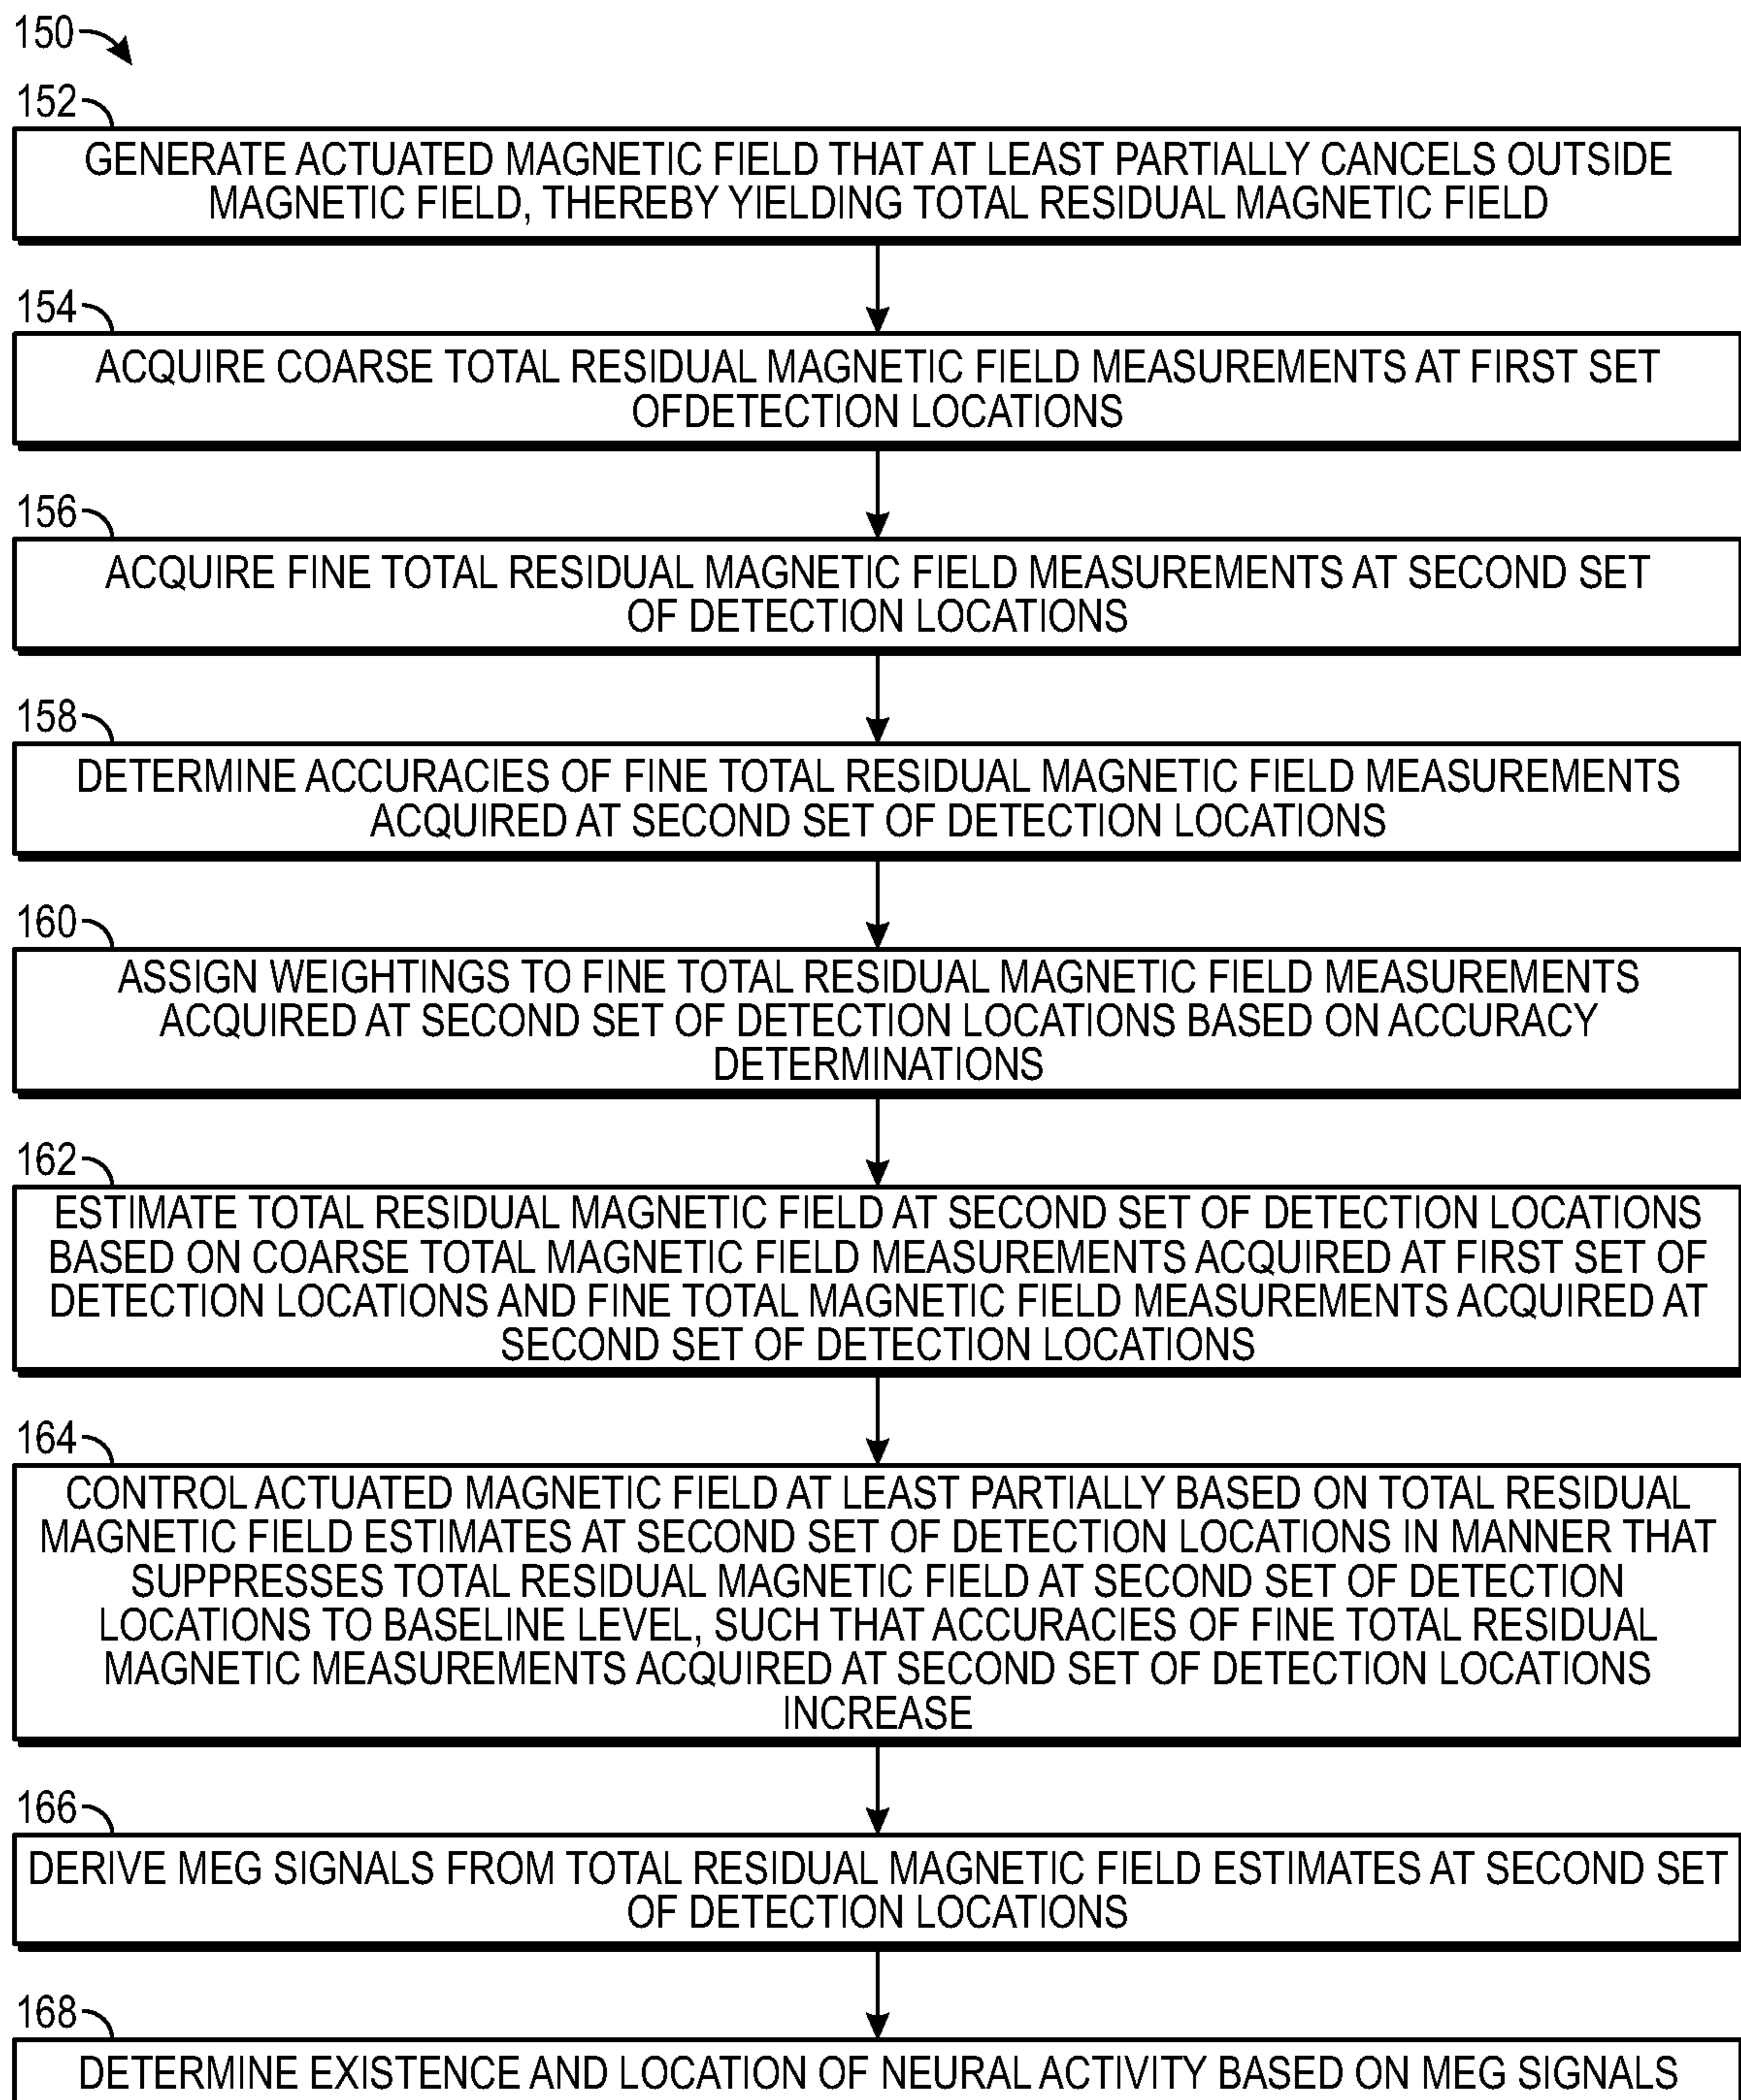 150
152
GENERATE ACTUATED MAGNETIC FIELD THAT AT LEAST PARTIALLY CANCELS OUTSIDE
MAGNETIC FIELD, THEREBY YIELDING TOTAL RESIDUAL MAGNETIC FIELD
154
ACQUIRE COARSE TOTAL RESIDUAL MAGNETIC FIELD MEASUREMENTS AT FIRST SET
OFDETECTION LOCATIONS
156
ACQUIRE FINE TOTAL RESIDUAL MAGNETIC FIELD MEASUREMENTS AT SECOND SET
OF DETECTION LOCATIONS
158
DETERMINE ACCURACIES OF FINE TOTAL RESIDUAL MAGNETIC FIELD MEASUREMENTS
ACQUIRED AT SECOND SET OF DETECTION LOCATIONS
160
ASSIGN WEIGHTINGS TO FINE TOTAL RESIDUAL MAGNETIC FIELD MEASUREMENTS
ACQUIRED AT SECOND SET OF DETECTION LOCATIONS BASED ON ACCURACY
DETERMINATIONS
162
ESTIMATE TOTAL RESIDUAL MAGNETIC FIELD AT SECOND SET OF DETECTION LOCATIONS
BASED ON COARSE TOTAL MAGNETIC FIELD MEASUREMENTS ACQUIRED AT FIRST SET OF
DETECTION LOCATIONS AND FINE TOTAL MAGNETIC FIELD MEASUREMENTS ACQUIRED AT
SECOND SET OF DETECTION LOCATIONS
164
CONTROL ACTUATED MAGNETIC FIELD AT LEAST PARTIALLY BASED ON TOTAL RESIDUAL
MAGNETIC FIELD ESTIMATES AT SECOND SET OF DETECTION LOCATIONS IN MANNER THAT
SUPPRESSES TOTAL RESIDUAL MAGNETIC FIELD AT SECOND SET OF DETECTION
LOCATIONS TO BASELINE LEVEL, SUCH THAT ACCURACIES OF FINE TOTAL RESIDUAL
MAGNETIC MEASUREMENTS ACQUIRED AT SECOND SET OF DETECTION LOCATIONS
INCREASE
166
DERIVE MEG SIGNALS FROM TOTAL RESIDUAL MAGNETIC FIELD ESTIMATES AT SECOND SET
OF DETECTION LOCATIONS
168
DETERMINE EXISTENCE AND LOCATION OF NEURAL ACTIVITY BASED ON MEG SIGNALS